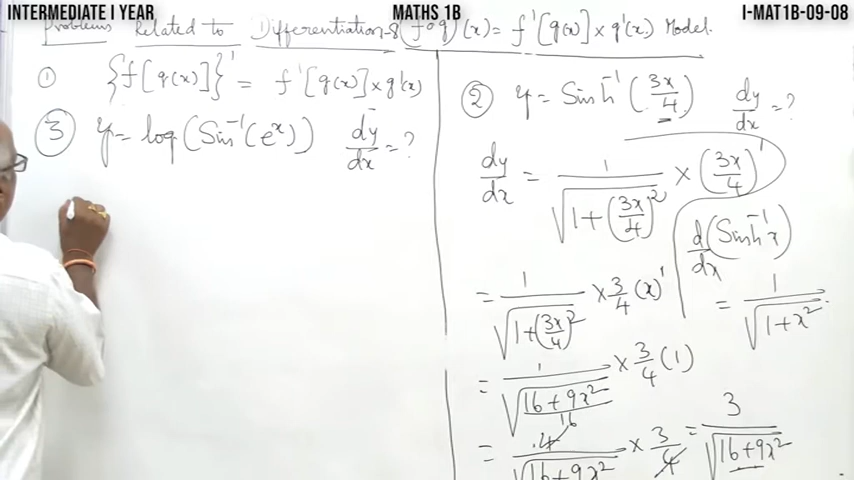 INTERMEDIATE I YEAR
MATHS 1B
I-MAT1B-09-08
Problems Related to Differentiation-8 (fog)'(x) = f'[g(x)] × g'(x) Model.
① {f[g(x)]}' = f'[g(x)] × g'(x)
③ y = log(Sin⁻¹(eˣ)) dy/dx = ?
② y = Sinh⁻¹(3x/4) dy/dx = ?
dy/dx = 1/√(1+(3x/4)²) × (3x/4)'
d/dx (Sinh⁻¹x)
= 1/√(1+x²).
= 1/√(1+(3x/4)²) × 3/4 (x)'
= 1/√((16+9x²)/16) × 3/4 (1)
= 4/√(16+9x²) × 3/4 = 3/√(16+9x²)